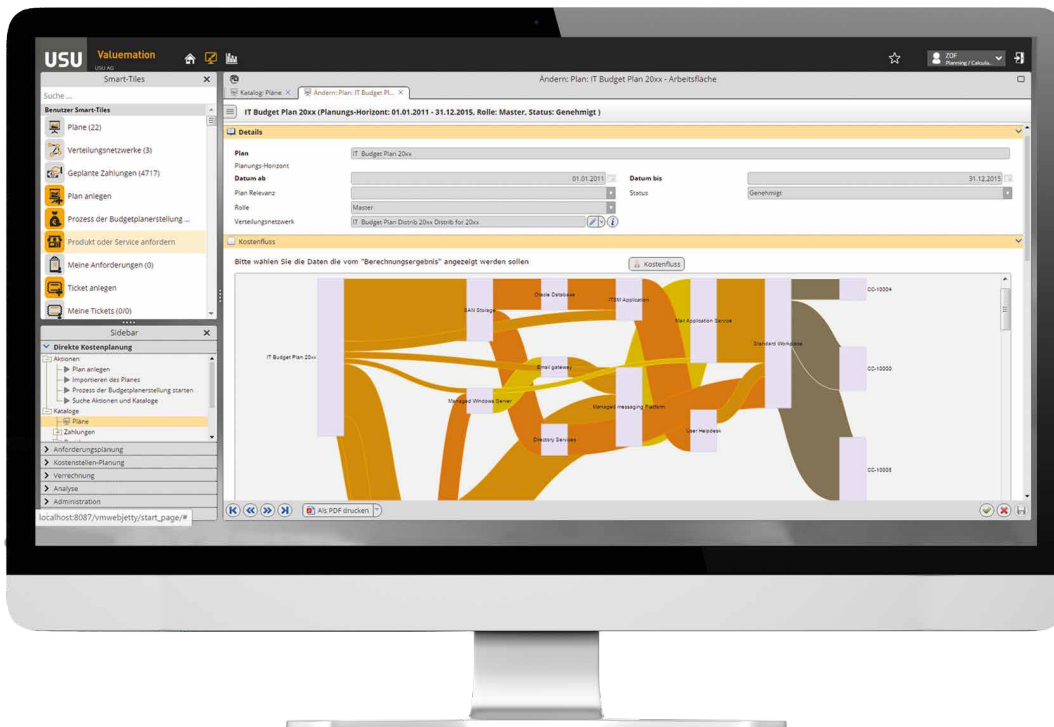 USU
Valuemation
USU AG
ZDF
Planning / Calcula...
Smart-Tiles
Suche ...
Benutzer Smart-Tiles
Pläne (22)
Verteilungsnetzwerke (3)
Geplante Zahlungen (4717)
Plan anlegen
Prozess der Budgetplanerstellung ...
Produkt oder Service anfordern
Meine Anforderungen (0)
Ticket anlegen
Meine Tickets (0/0)
Sidebar
Direkte Kostenplanung
Aktionen
Plan anlegen
Importieren des Planes
Prozess der Budgetplanerstellung starten
Suche Aktionen und Kataloge
Kataloge
Pläne
Zahlungen
Anforderungsplanung
Kostenstellen-Planung
Verrechnung
Analyse
Administration
localhost:8087/vmwebjetty/start_page/#
Ändern: Plan: IT Budget Plan 20xx - Arbeitsfläche
Katalog: Pläne
Ändern: Plan: IT Budget Pl...
IT Budget Plan 20xx (Planungs-Horizont: 01.01.2011 - 31.12.2015, Rolle: Master, Status: Genehmigt )
Details
Plan IT Budget Plan 20xx
Planungs-Horizont
Datum ab 01.01.2011 Datum bis 31.12.2015
Plan Relevanz Status Genehmigt
Rolle Master
Verteilungsnetzwerk IT Budget Plan Distrib 20xx Distrib for 20xx
Kostenfluss
Bitte wählen Sie die Daten die vom "Berechnungsergebnis" angezeigt werden sollen Kostenfluss
Oracle Database
CC-10004
SAN Storage
ITSM Application
Mail Application Service
Standard Workplace
IT Budget Plan 20xx
Email gateway
CC-10000
Managed Windows Server
Managed messaging Platform
User Helpdesk
Directory Services
CC-10005
Als PDF drucken